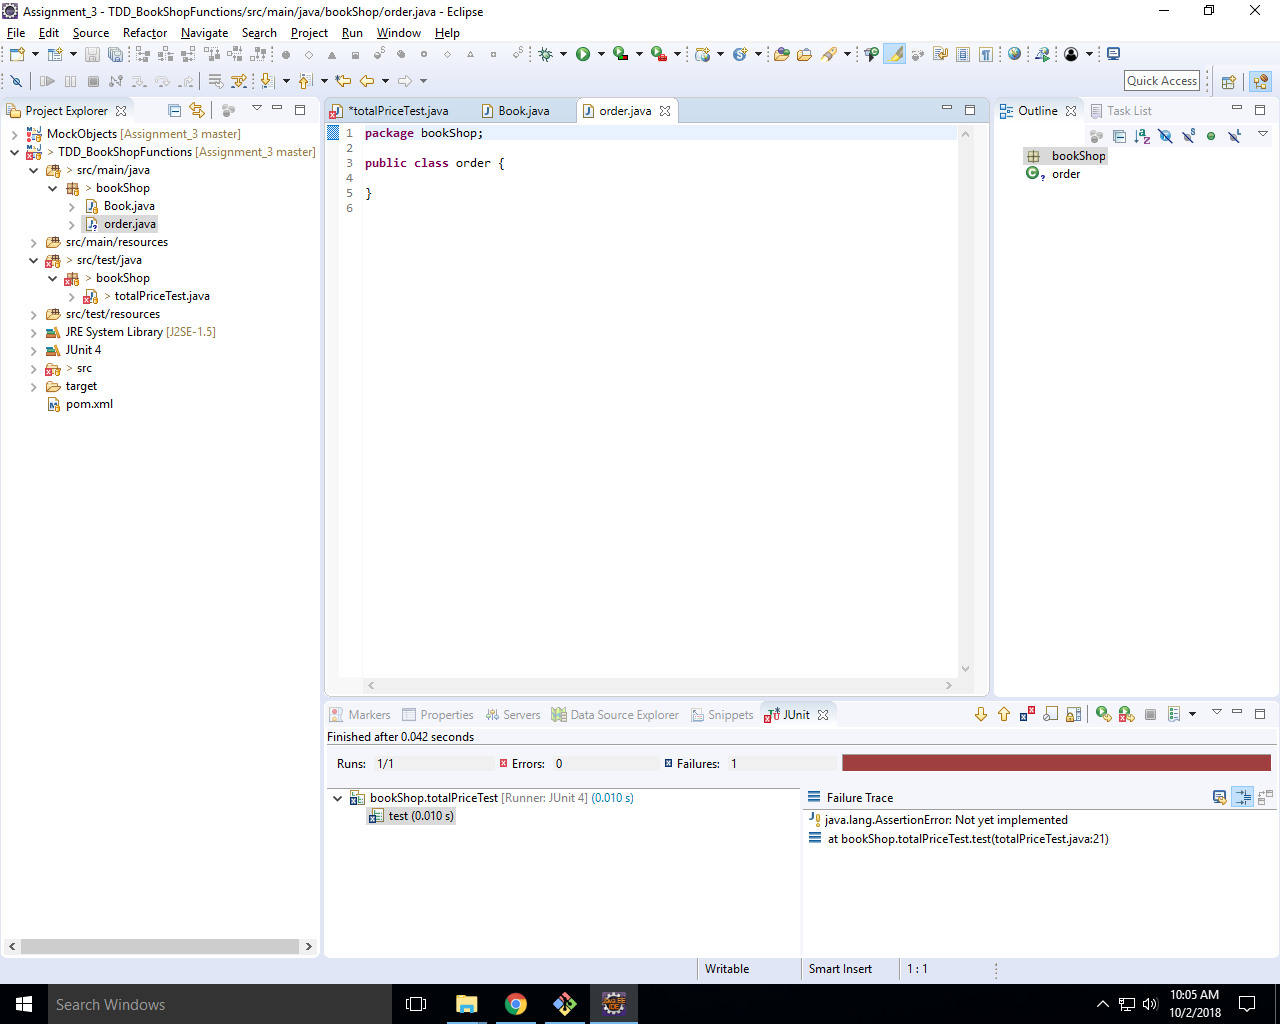 Assignment_3 - TDD_BookShopFunctions/src/main/java/bookShop/order.java - Eclipse
File Edit Source Refactor Navigate Search Project Run Window Help
Quick Access
Project Explorer
MockObjects [Assignment_3 master]
> TDD_BookShopFunctions [Assignment_3 master]
> src/main/java
> bookShop
Book.java
order.java
src/main/resources
> src/test/java
> bookShop
> totalPriceTest.java
src/test/resources
JRE System Library [J2SE-1.5]
JUnit 4
> src
target
pom.xml
*totalPriceTest.java Book.java order.java
1 package bookShop;
2
3 public class order {
4
5 }
6
Outline Task List
bookShop
order
Markers Properties Servers Data Source Explorer Snippets JUnit
Finished after 0.042 seconds
Runs: 1/1 Errors: 0 Failures: 1
bookShop.totalPriceTest [Runner: JUnit 4] (0.010 s)
test (0.010 s)
Failure Trace
java.lang.AssertionError: Not yet implemented
at bookShop.totalPriceTest.test(totalPriceTest.java:21)
Writable Smart Insert 1 : 1
Search Windows
10:05 AM
10/2/2018